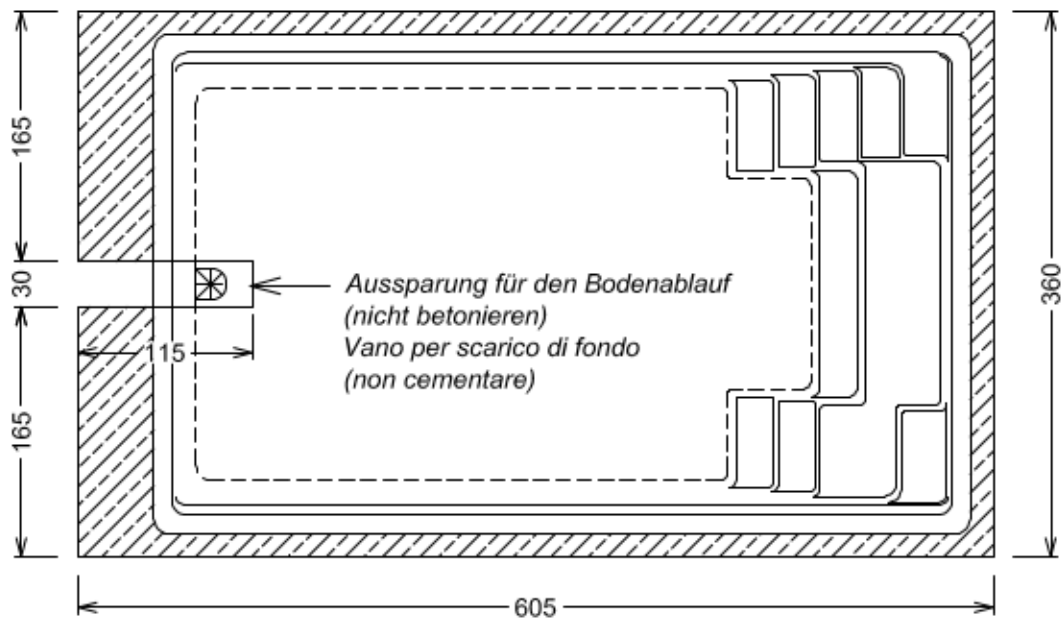 165
30
165
115
Aussparung für den Bodenablauf
(nicht betonieren)
Vano per scarico di fondo
(non cementare)
360
605